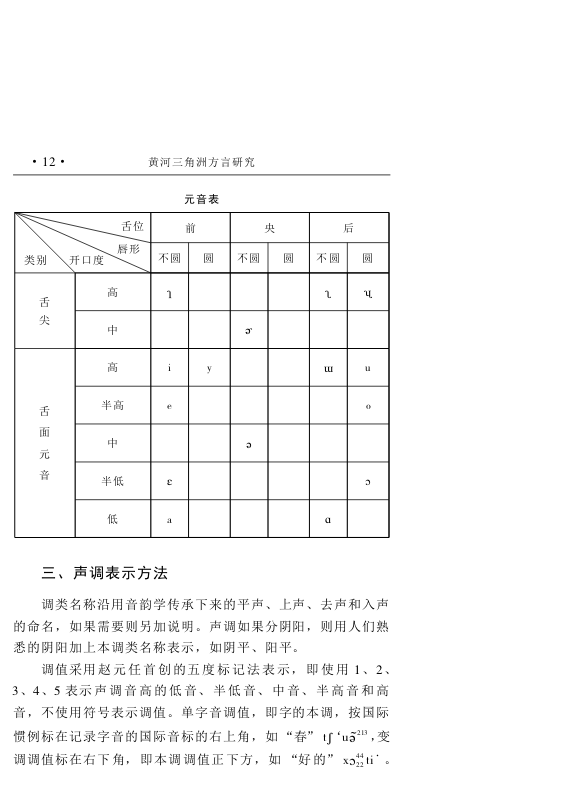 ·12·　黄河三角洲方言研究
元音表
舌位　前　央　后
唇形
类别　开口度　不圆　圆　不圆　圆　不圆　圆
舌尖　高　ʅ　ʅ　ʮ
中　ɚ
舌面元音　高　i　y　ɯ　u
半高　e　o
中　ə
半低　ɛ　ɔ
低　a　ɑ
三、声调表示方法
调类名称沿用音韵学传承下来的平声、上声、去声和入声
的命名，如果需要则另加说明。声调如果分阴阳，则用人们熟
悉的阴阳加上本调类名称表示，如阴平、阳平。
调值采用赵元任首创的五度标记法表示，即使用 1、2、
3、4、5 表示声调音高的低音、半低音、中音、半高音和高
音，不使用符号表示调值。单字音调值，即字的本调，按国际
惯例标在记录字音的国际音标的右上角，如“春”tʃʻuə̃²¹³，变
调调值标在右下角，即本调调值正下方，如“好的”xɔ⁴⁴₂₂ti˙。